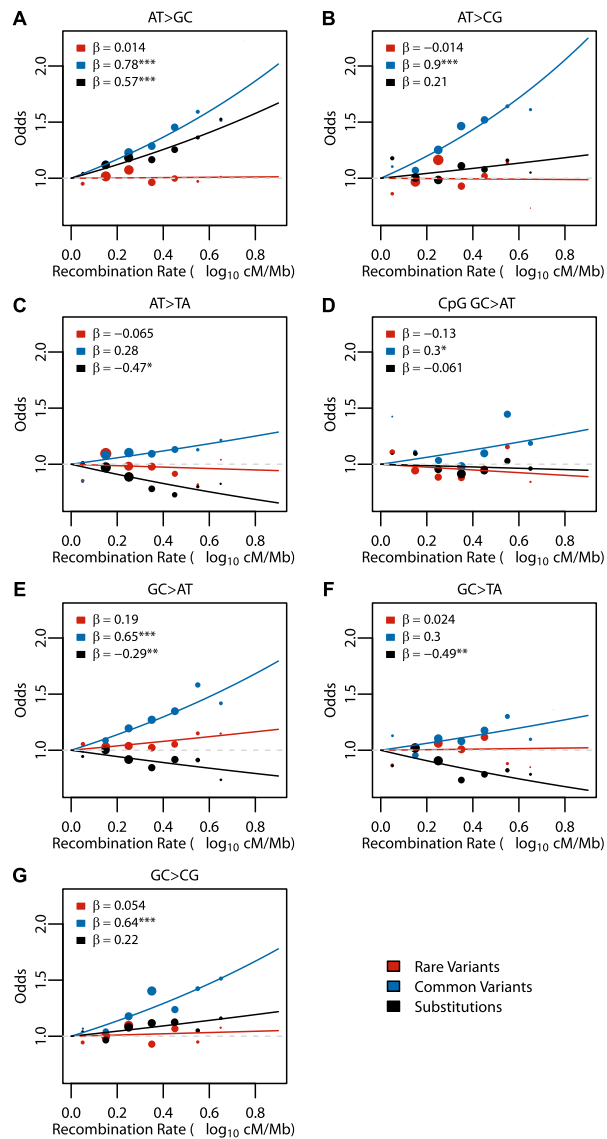 A
AT>GC
β = 0.014
β = 0.78***
β = 0.57***
Odds
1.0
1.5
2.0
0.0 0.2 0.4 0.6 0.8
Recombination Rate ( log10 cM/Mb)
B
AT>CG
β = −0.014
β = 0.9***
β = 0.21
Odds
1.0
1.5
2.0
0.0 0.2 0.4 0.6 0.8
Recombination Rate ( log10 cM/Mb)
C
AT>TA
β = −0.065
β = 0.28
β = −0.47*
Odds
1.0
1.5
2.0
0.0 0.2 0.4 0.6 0.8
Recombination Rate ( log10 cM/Mb)
D
CpG GC>AT
β = −0.13
β = 0.3*
β = −0.061
Odds
1.0
1.5
2.0
0.0 0.2 0.4 0.6 0.8
Recombination Rate ( log10 cM/Mb)
E
GC>AT
β = 0.19
β = 0.65***
β = −0.29**
Odds
1.0
1.5
2.0
0.0 0.2 0.4 0.6 0.8
Recombination Rate ( log10 cM/Mb)
F
GC>TA
β = 0.024
β = 0.3
β = −0.49**
Odds
1.0
1.5
2.0
0.0 0.2 0.4 0.6 0.8
Recombination Rate ( log10 cM/Mb)
G
GC>CG
β = 0.054
β = 0.64***
β = 0.22
Odds
1.0
1.5
2.0
0.0 0.2 0.4 0.6 0.8
Recombination Rate ( log10 cM/Mb)
Rare Variants
Common Variants
Substitutions